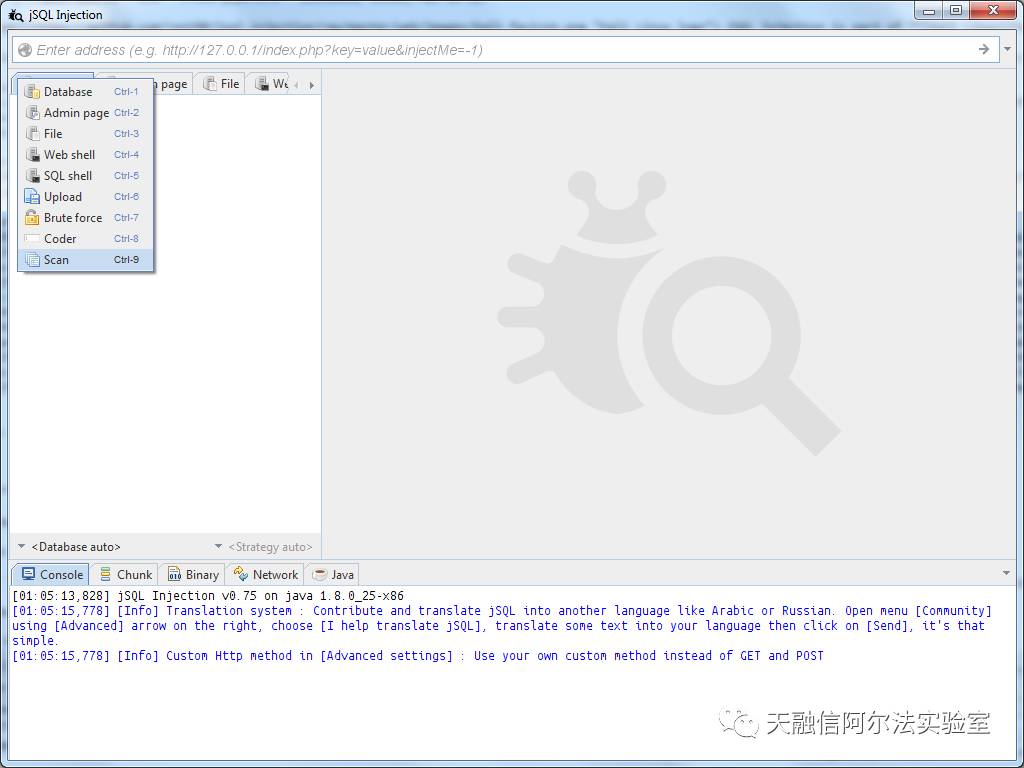 jSQL Injection
Enter address (e.g. http://127.0.0.1/index.php?key=value&injectMe=-1)
page File
Database Ctrl-1
Admin page Ctrl-2
File Ctrl-3
Web shell Ctrl-4
SQL shell Ctrl-5
Upload Ctrl-6
Brute force Ctrl-7
Coder Ctrl-8
Scan Ctrl-9
<Database auto> <Strategy auto>
Console Chunk Binary Network Java
[01:05:13,828] jSQL Injection v0.75 on java 1.8.0_25-x86
[01:05:15,778] [Info] Translation system : Contribute and translate jSQL into another language like Arabic or Russian. Open menu [Community]
using [Advanced] arrow on the right, choose [I help translate jSQL], translate some text into your language then click on [Send], it's that
simple.
[01:05:15,778] [Info] Custom Http method in [Advanced settings] : Use your own custom method instead of GET and POST
天融信阿尔法实验室